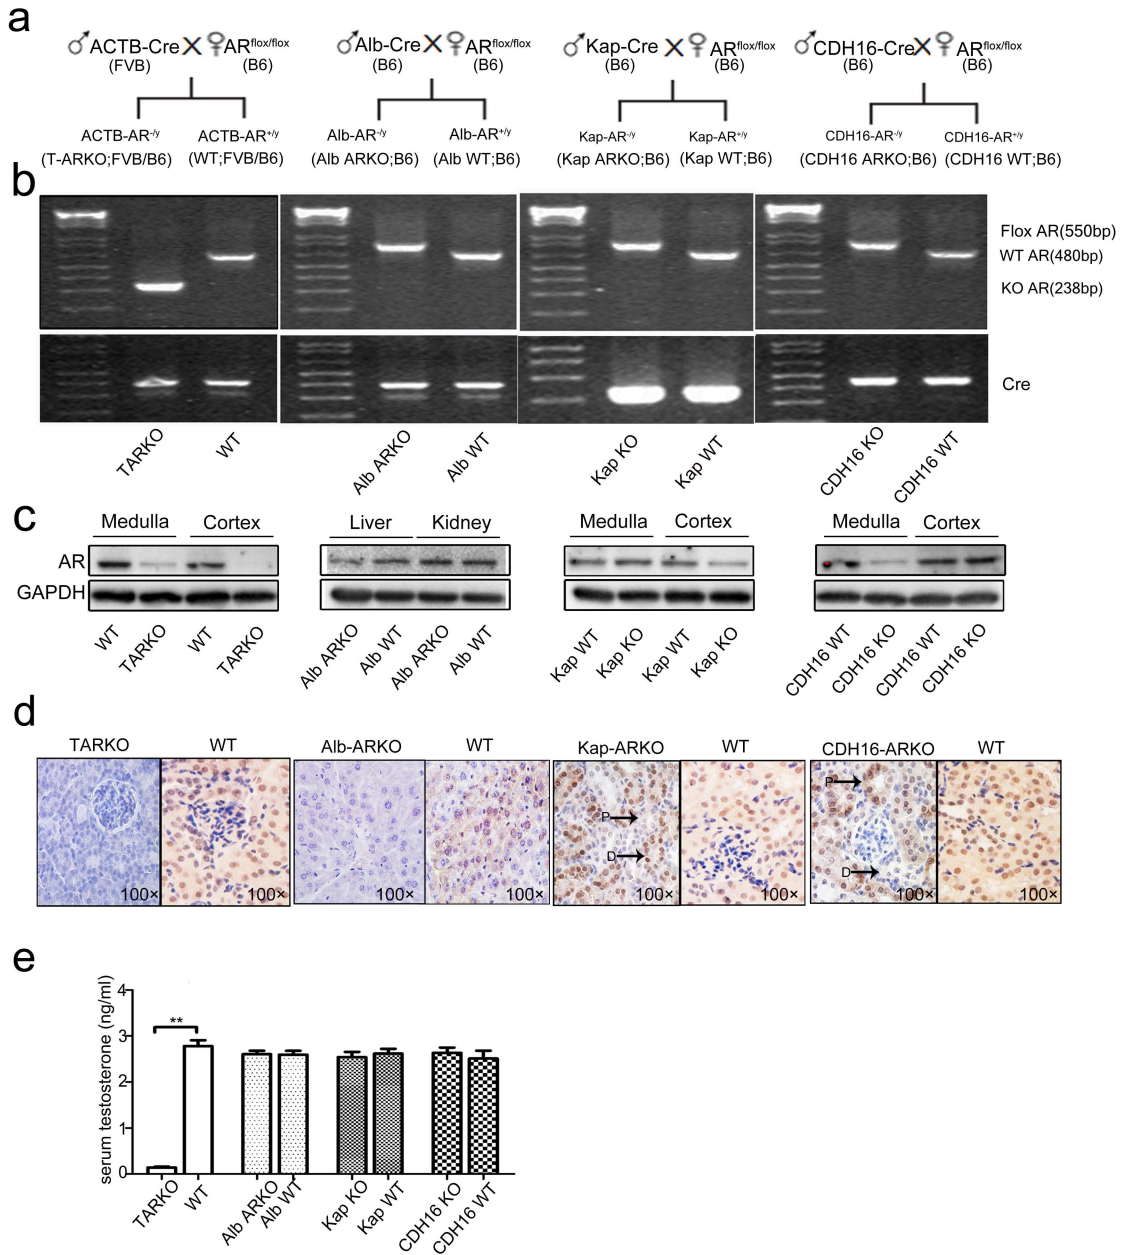 a
♂ACTB-Cre X ♀ARflox/flox
(FVB) (B6)
♂Alb-Cre X ♀ARflox/flox
(B6) (B6)
♂Kap-Cre X ♀ARflox/flox
(B6) (B6)
♂CDH16-Cre X ♀ARflox/flox
(B6) (B6)
ACTB-AR-/y ACTB-AR+/y
(T-ARKO;FVB/B6) (WT;FVB/B6)
Alb-AR-/y Alb-AR+/y
(Alb ARKO;B6) (Alb WT;B6)
Kap-AR-/y Kap-AR+/y
(Kap ARKO;B6) (Kap WT;B6)
CDH16-AR-/y CDH16-AR+/y
(CDH16 ARKO;B6) (CDH16 WT;B6)
b
Flox AR(550bp)
WT AR(480bp)
KO AR(238bp)
Cre
TARKO WT Alb ARKO Alb WT Kap KO Kap WT CDH16 KO CDH16 WT
c
Medulla Cortex Liver Kidney Medulla Cortex Medulla Cortex
AR
GAPDH
WT TARKO WT TARKO Alb ARKO Alb WT Alb ARKO Alb WT Kap WT Kap KO Kap WT Kap KO CDH16 WT CDH16 KO CDH16 WT CDH16 KO
d
TARKO WT Alb-ARKO WT Kap-ARKO WT CDH16-ARKO WT
P P
D D
100× 100× 100× 100× 100× 100× 100× 100×
e
serum testosterone (ng/ml)
4
3
2
1
0
**
TARKO WT Alb ARKO Alb WT Kap KO Kap WT CDH16 KO CDH16 WT